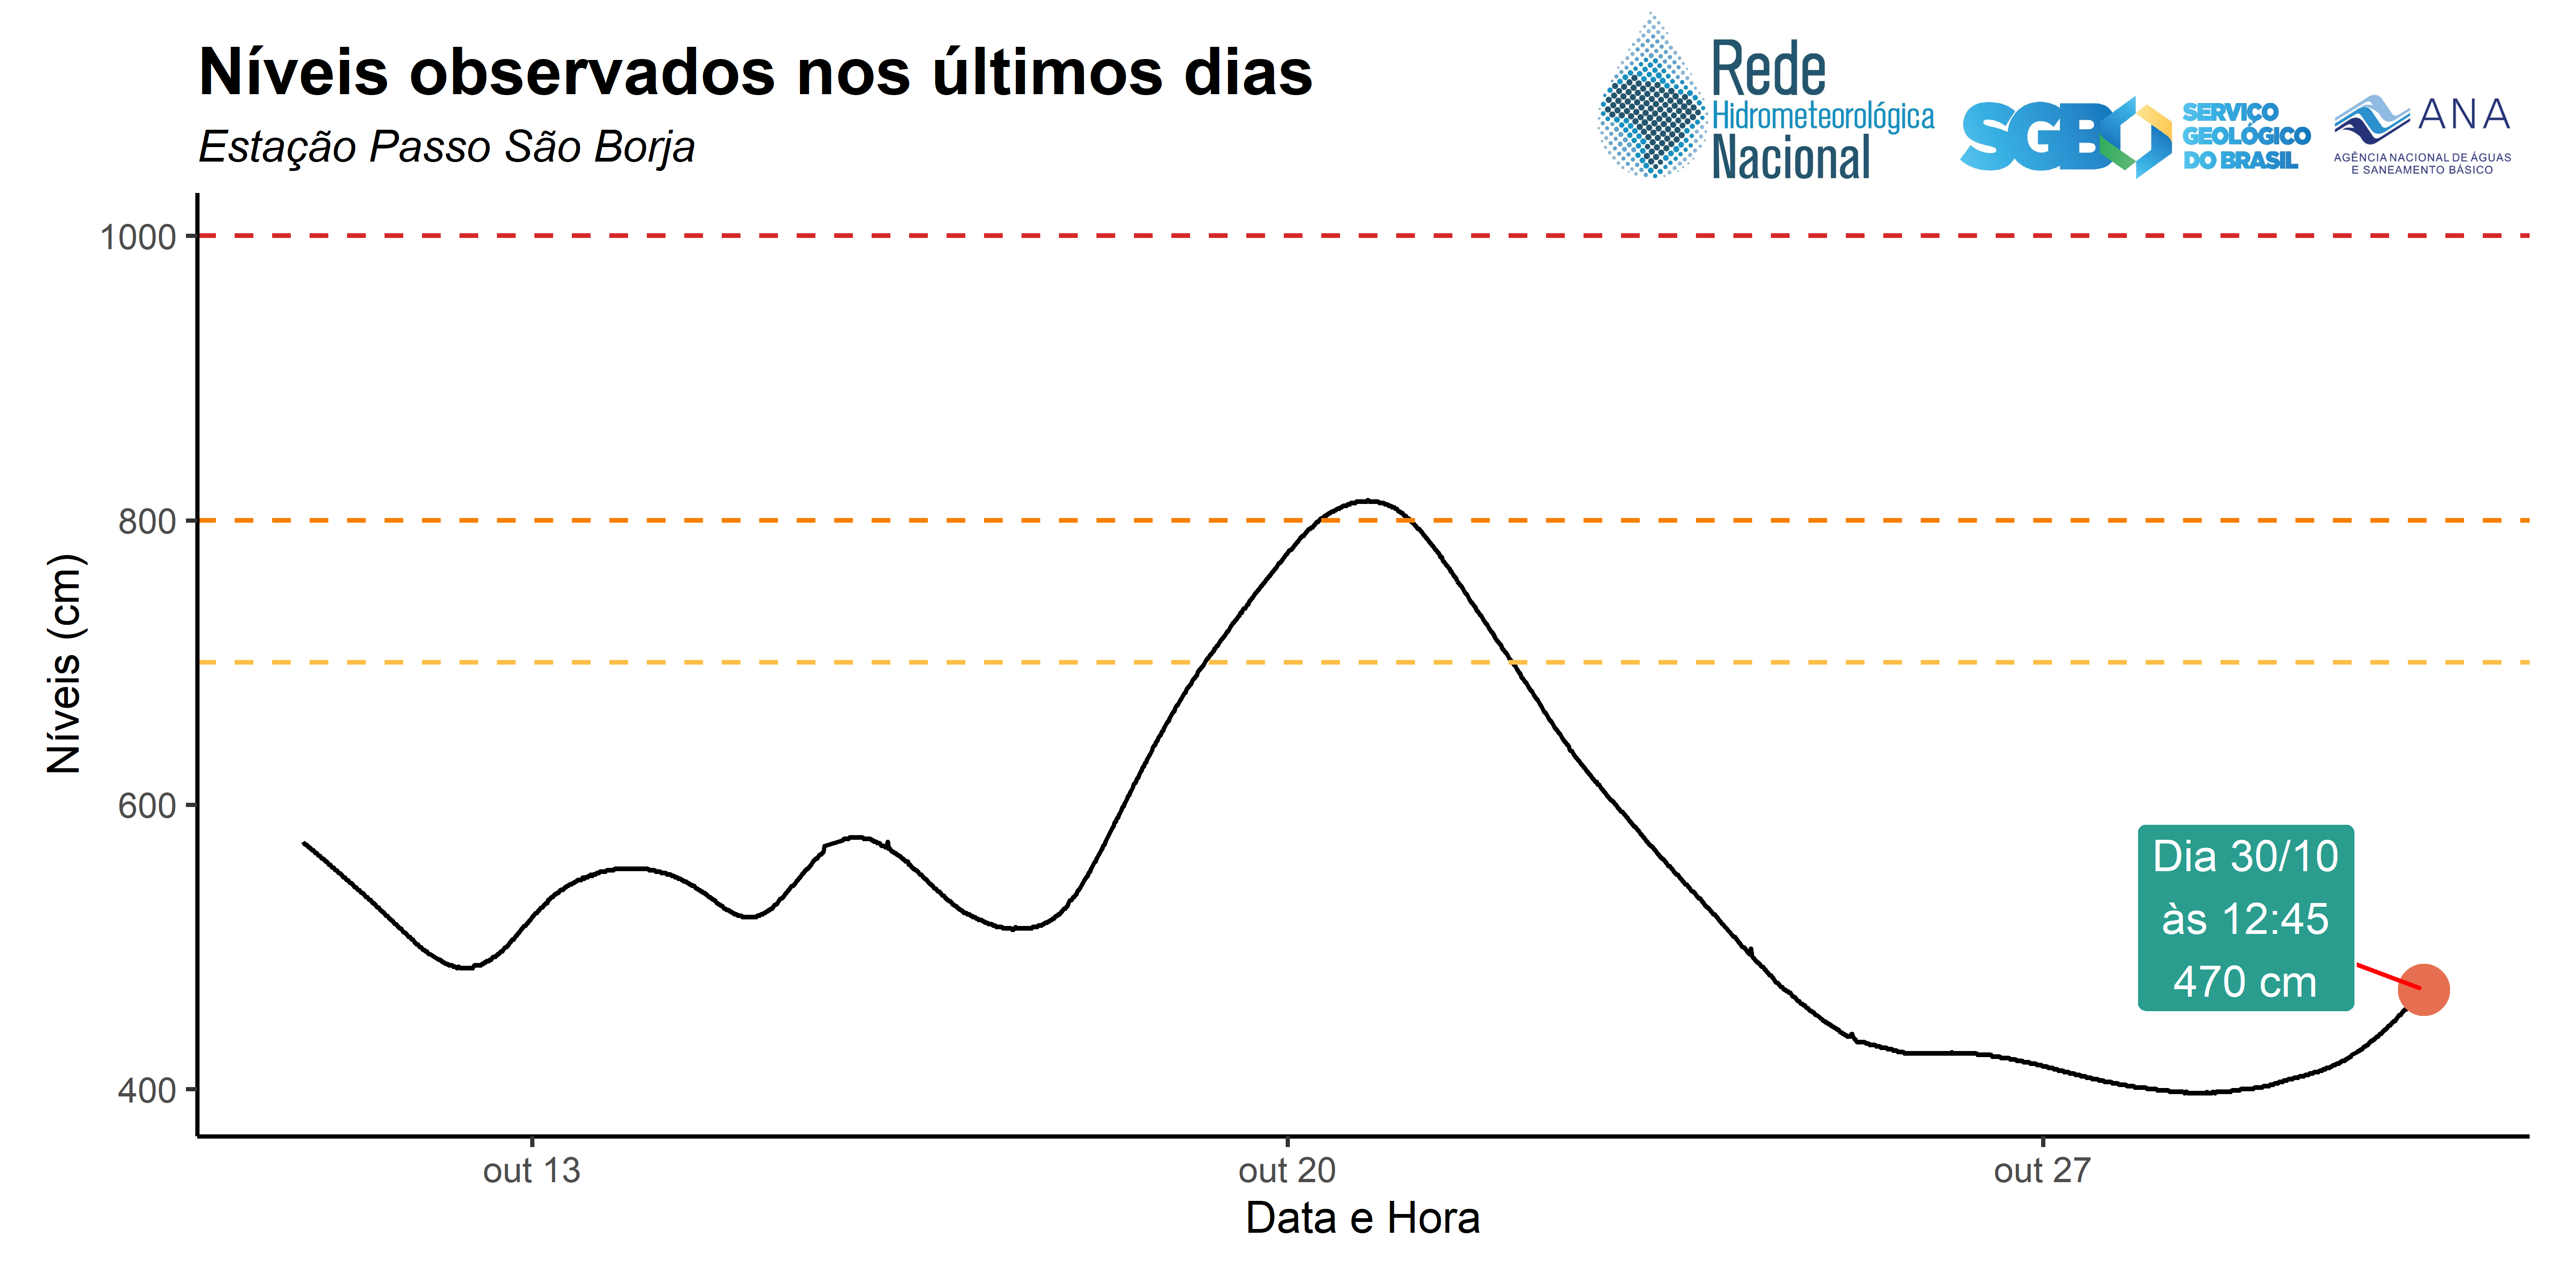 Níveis observados nos últimos dias
Estação Passo São Borja
Rede
Hidrometeorológica
Nacional
SGB
SERVIÇO
GEOLÓGICO
DO BRASIL
ANA
AGÊNCIA NACIONAL DE ÁGUAS
E SANEAMENTO BÁSICO
Níveis (cm)
1000
800
600
400
Dia 30/10
às 12:45
470 cm
out 13
out 20
out 27
Data e Hora